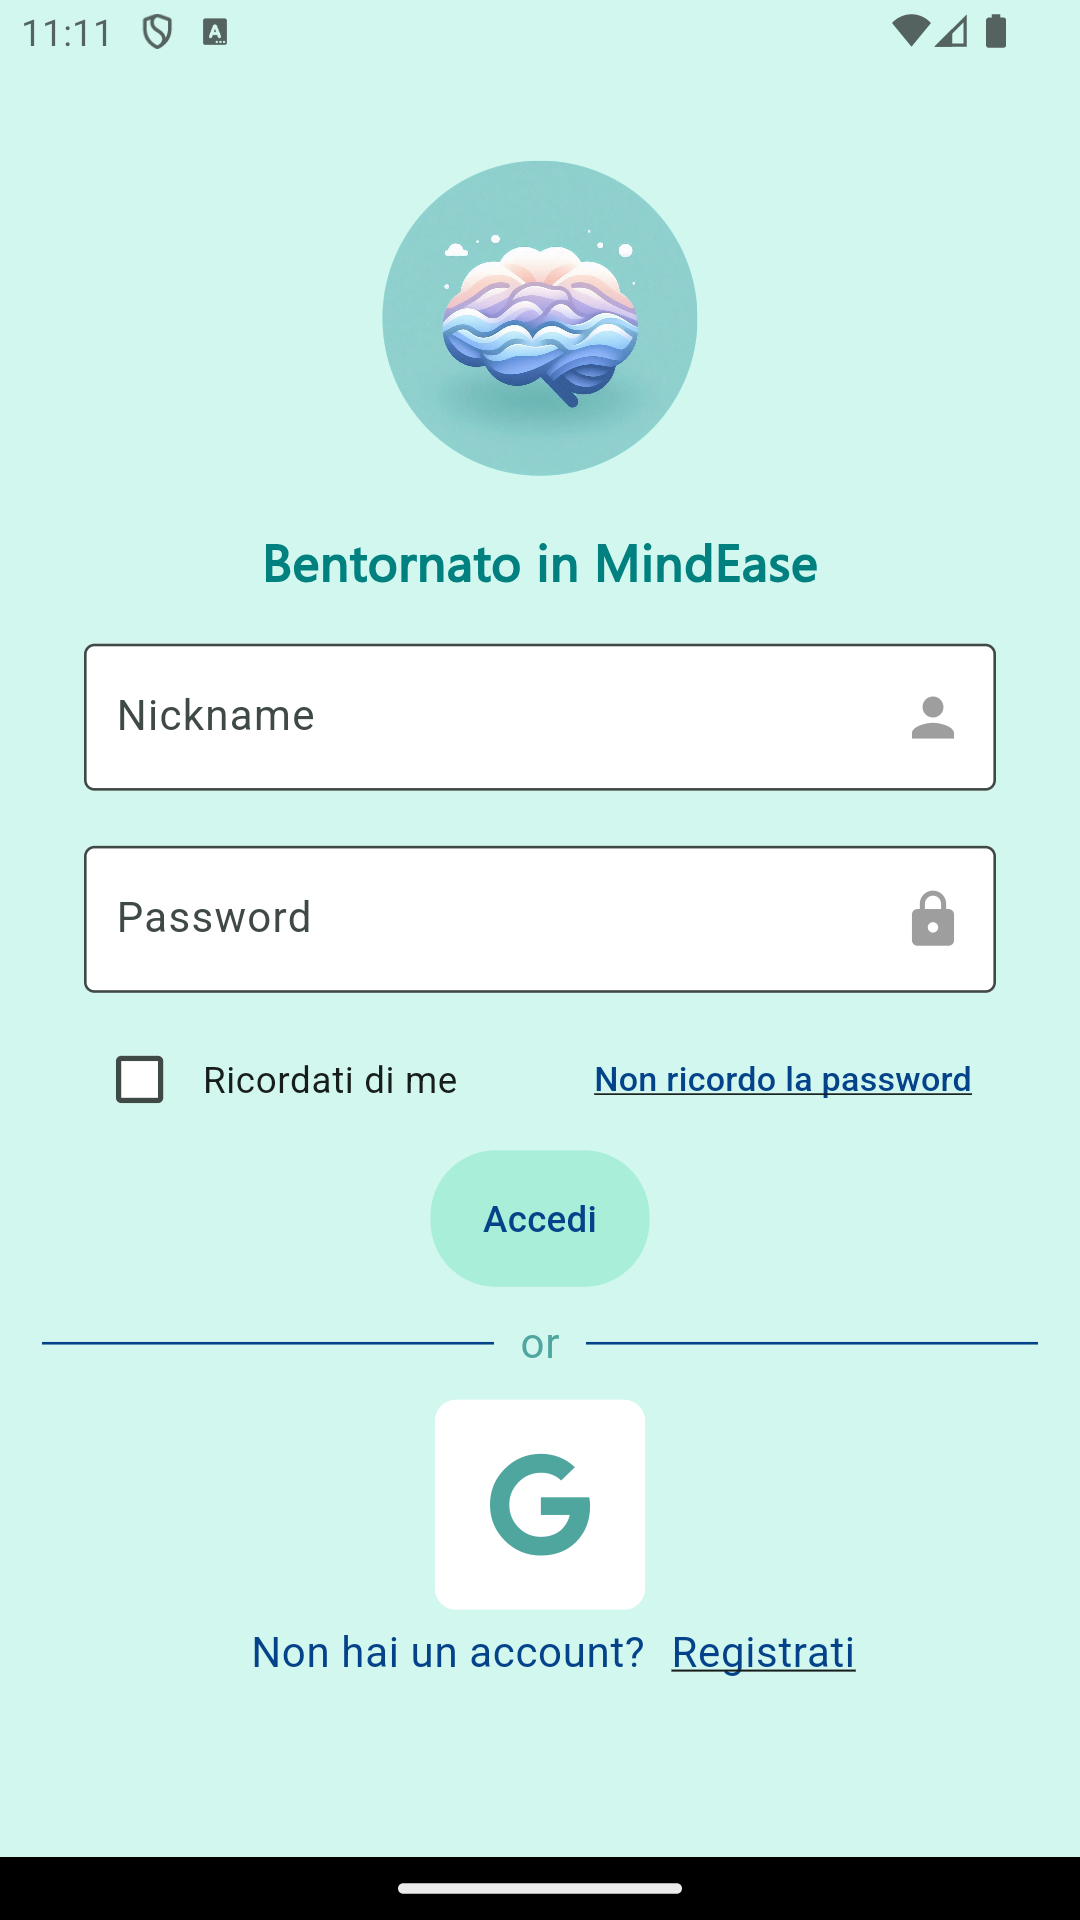 11:11
Bentornato in MindEase
Nickname
Password
Ricordati di me Non ricordo la password
Accedi
or
Non hai un account? Registrati